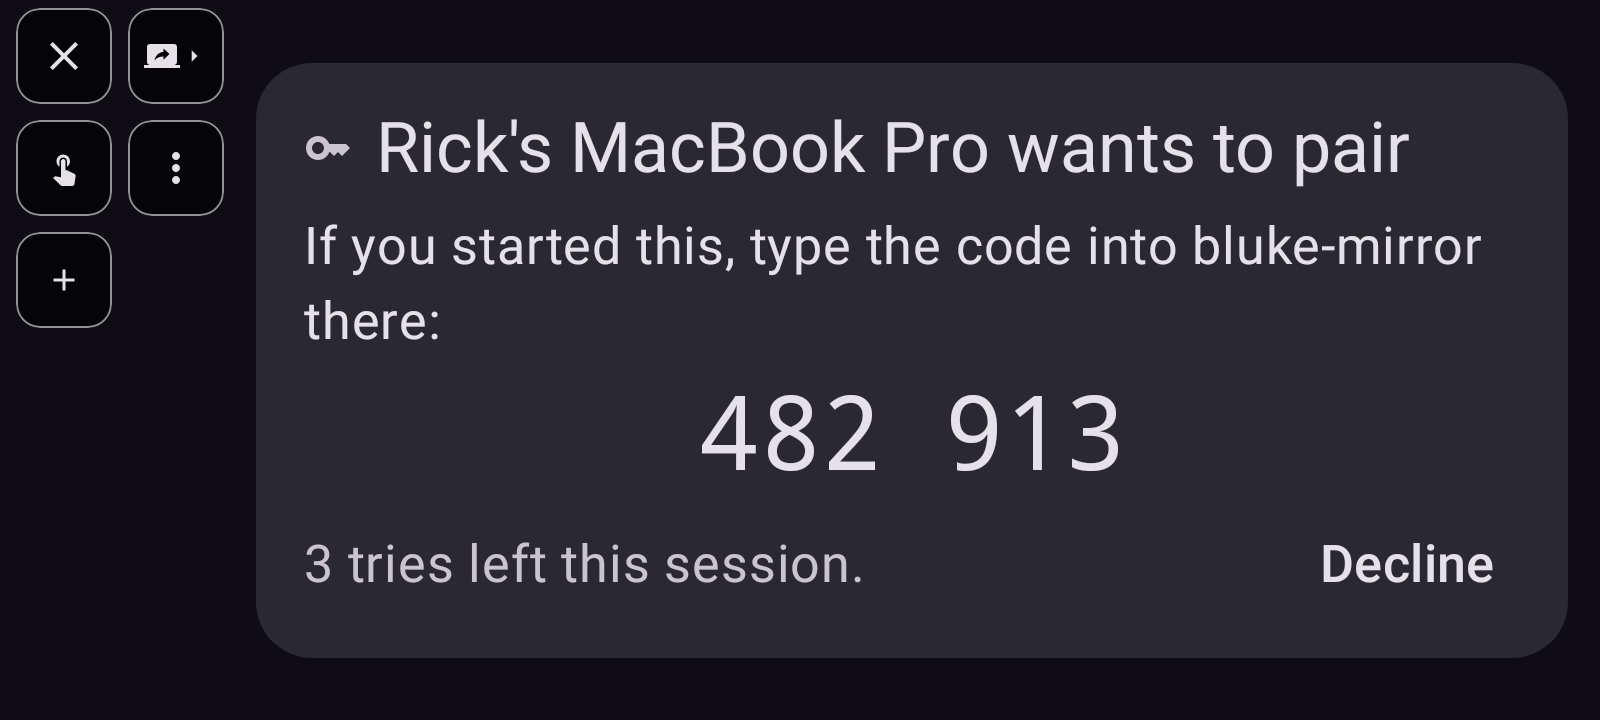 Rick's MacBook Pro wants to pair
If you started this, type the code into bluke-mirror
there:
482 913
3 tries left this session.
Decline